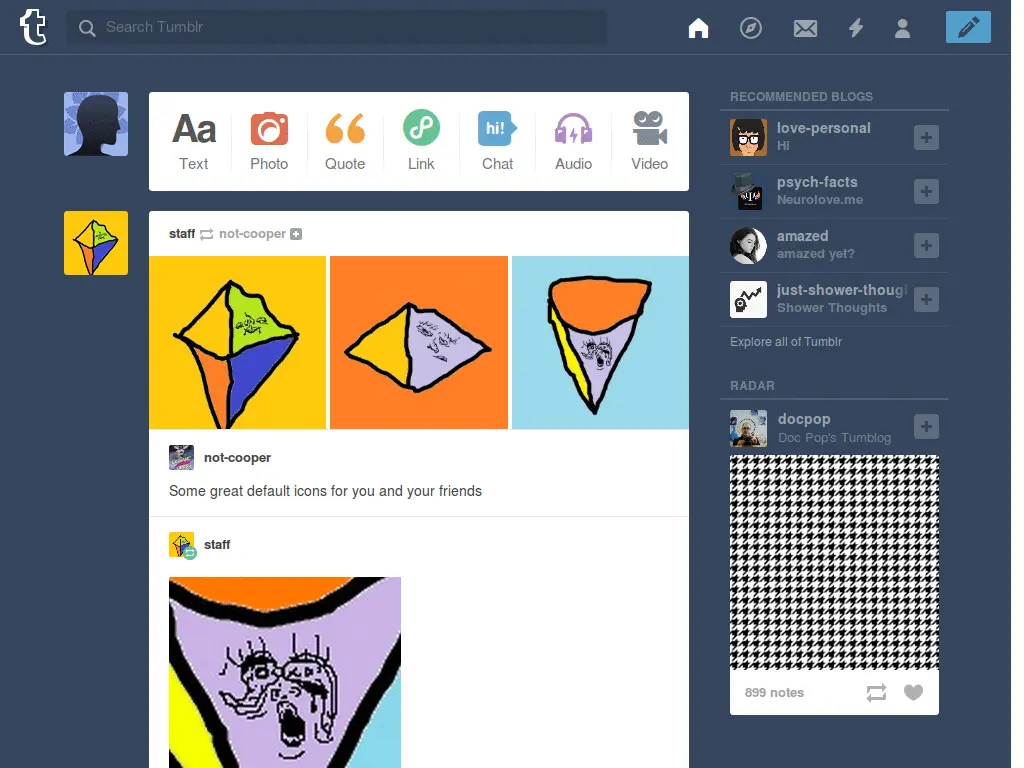 t
Search Tumblr
Aa
Text
Photo
Quote
Link
hi!
Chat
Audio
Video
staff not-cooper
not-cooper
Some great default icons for you and your friends
staff
RECOMMENDED BLOGS
love-personal
Hi
psych-facts
Neurolove.me
amazed
amazed yet?
just-shower-thoug
Shower Thoughts
Explore all of Tumblr
RADAR
docpop
Doc Pop's Tumblog
899 notes